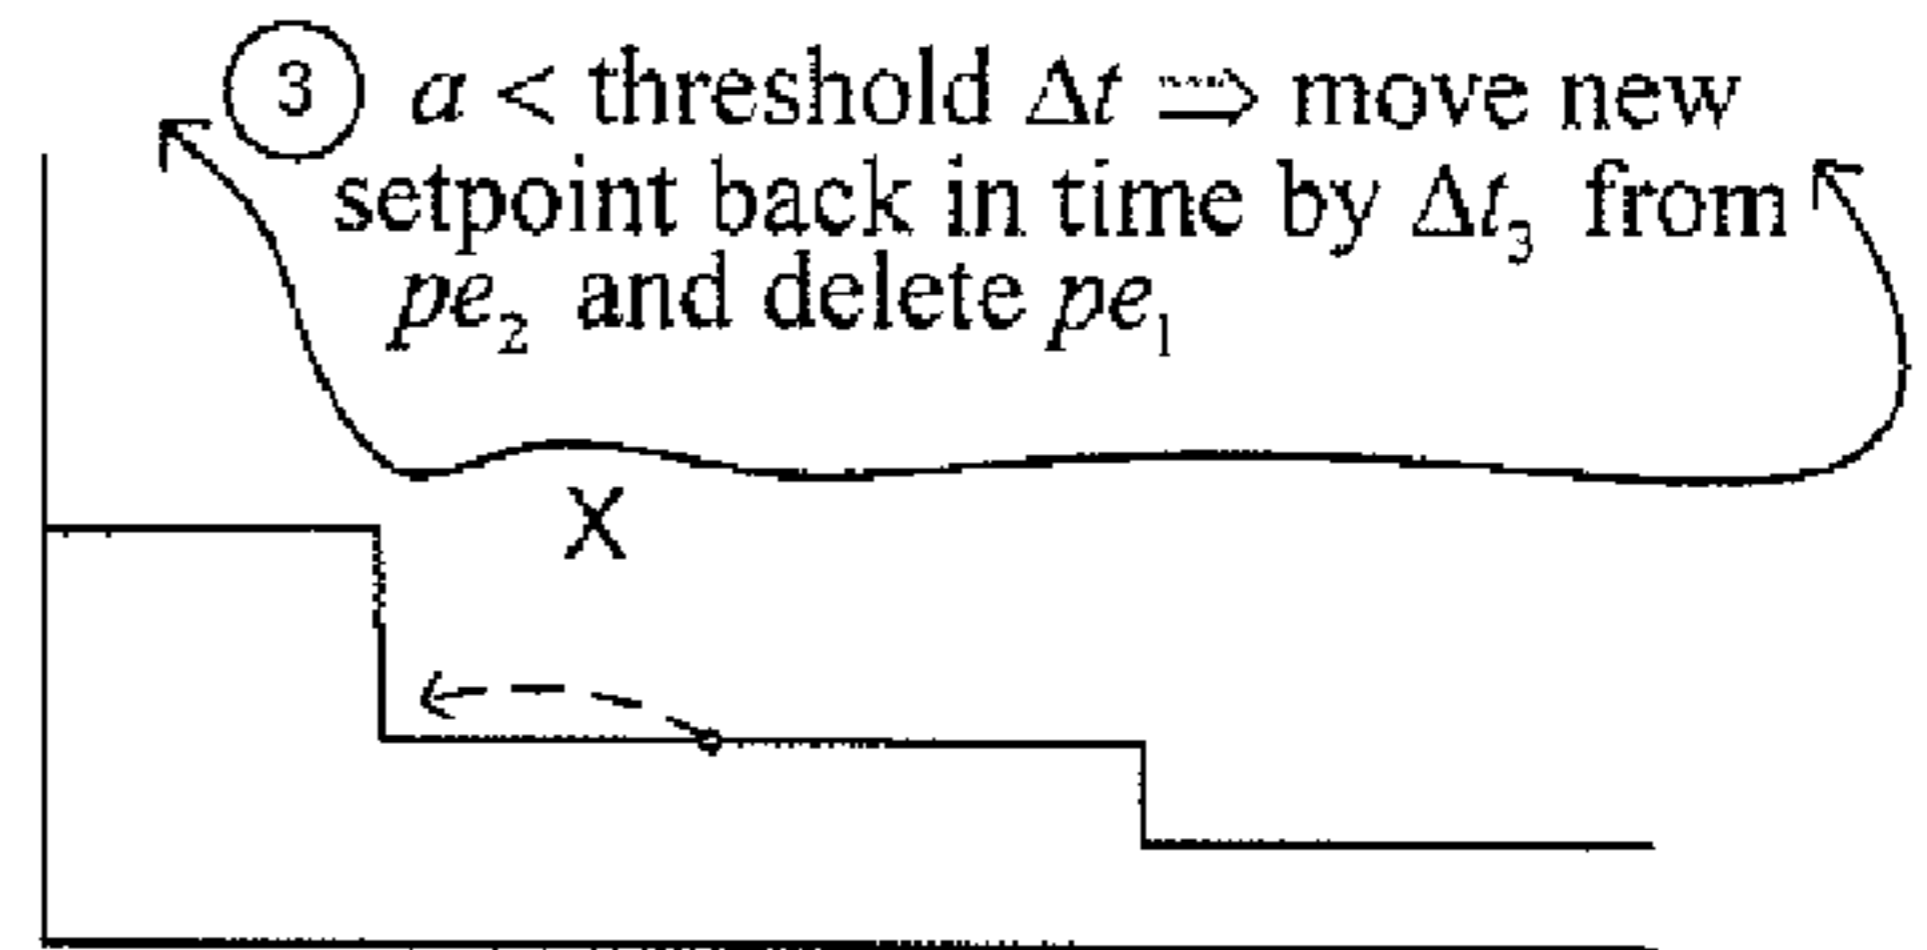 ③ a < threshold Δt ⇒ move new
setpoint back in time by Δt₃ from
pe₂ and delete pe₁
X